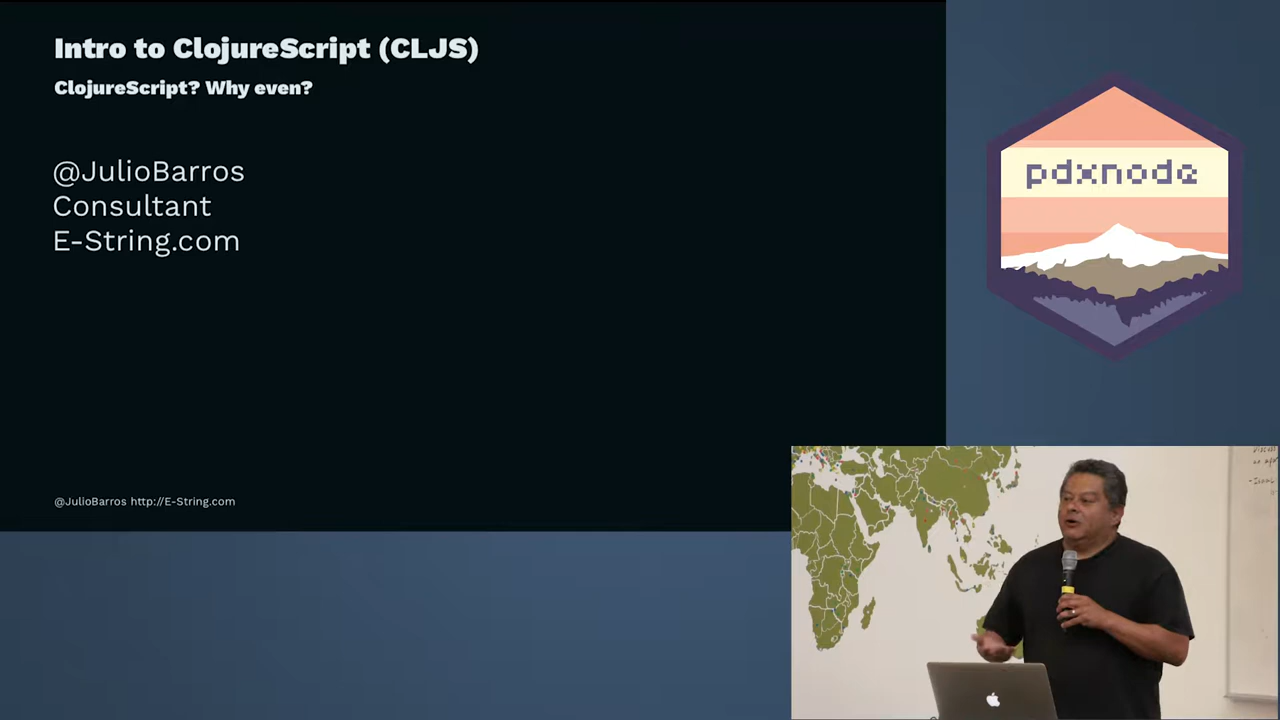 Intro to ClojureScript (CLJS)
ClojureScript? Why even?
@JulioBarros
Consultant
E-String.com
@JulioBarros http://E-String.com
pdxnode